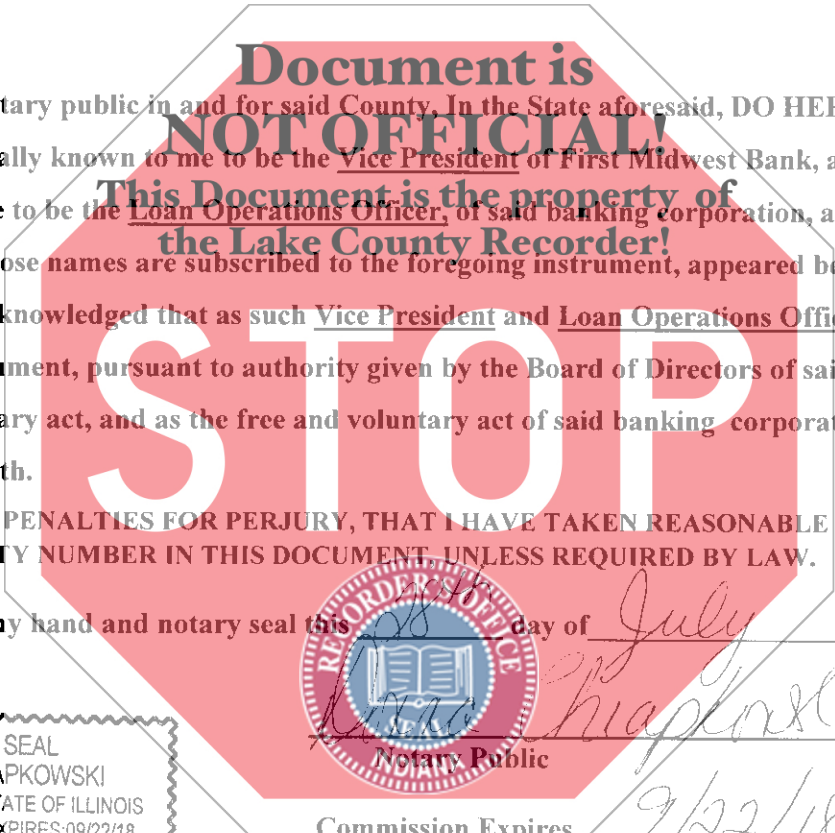 Document is
tary public in and for said County, In the State aforesaid, DO HER
NOT OFFICIAL!
ally known to me to be the Vice President of First Midwest Bank, a
This Document is the property of
e to be the Loan Operations Officer, of said banking corporation, a
the Lake County Recorder!
ose names are subscribed to the foregoing instrument, appeared be
knowledged that as such Vice President and Loan Operations Offic
STOP
ument, pursuant to authority given by the Board of Directors of sai
ary act, and as the free and voluntary act of said banking corporat
th.
PENALTIES FOR PERJURY, THAT I HAVE TAKEN REASONABLE
TY NUMBER IN THIS DOCUMENT, UNLESS REQUIRED BY LAW.
RECORDER'S OFFICE
y hand and notary seal this 28th day of July
SEAL
INDIANA
Notary Public
SEAL
APKOWSKI
ATE OF ILLINOIS
XPIRES:09/22/18
Commission Expires 9/22/18